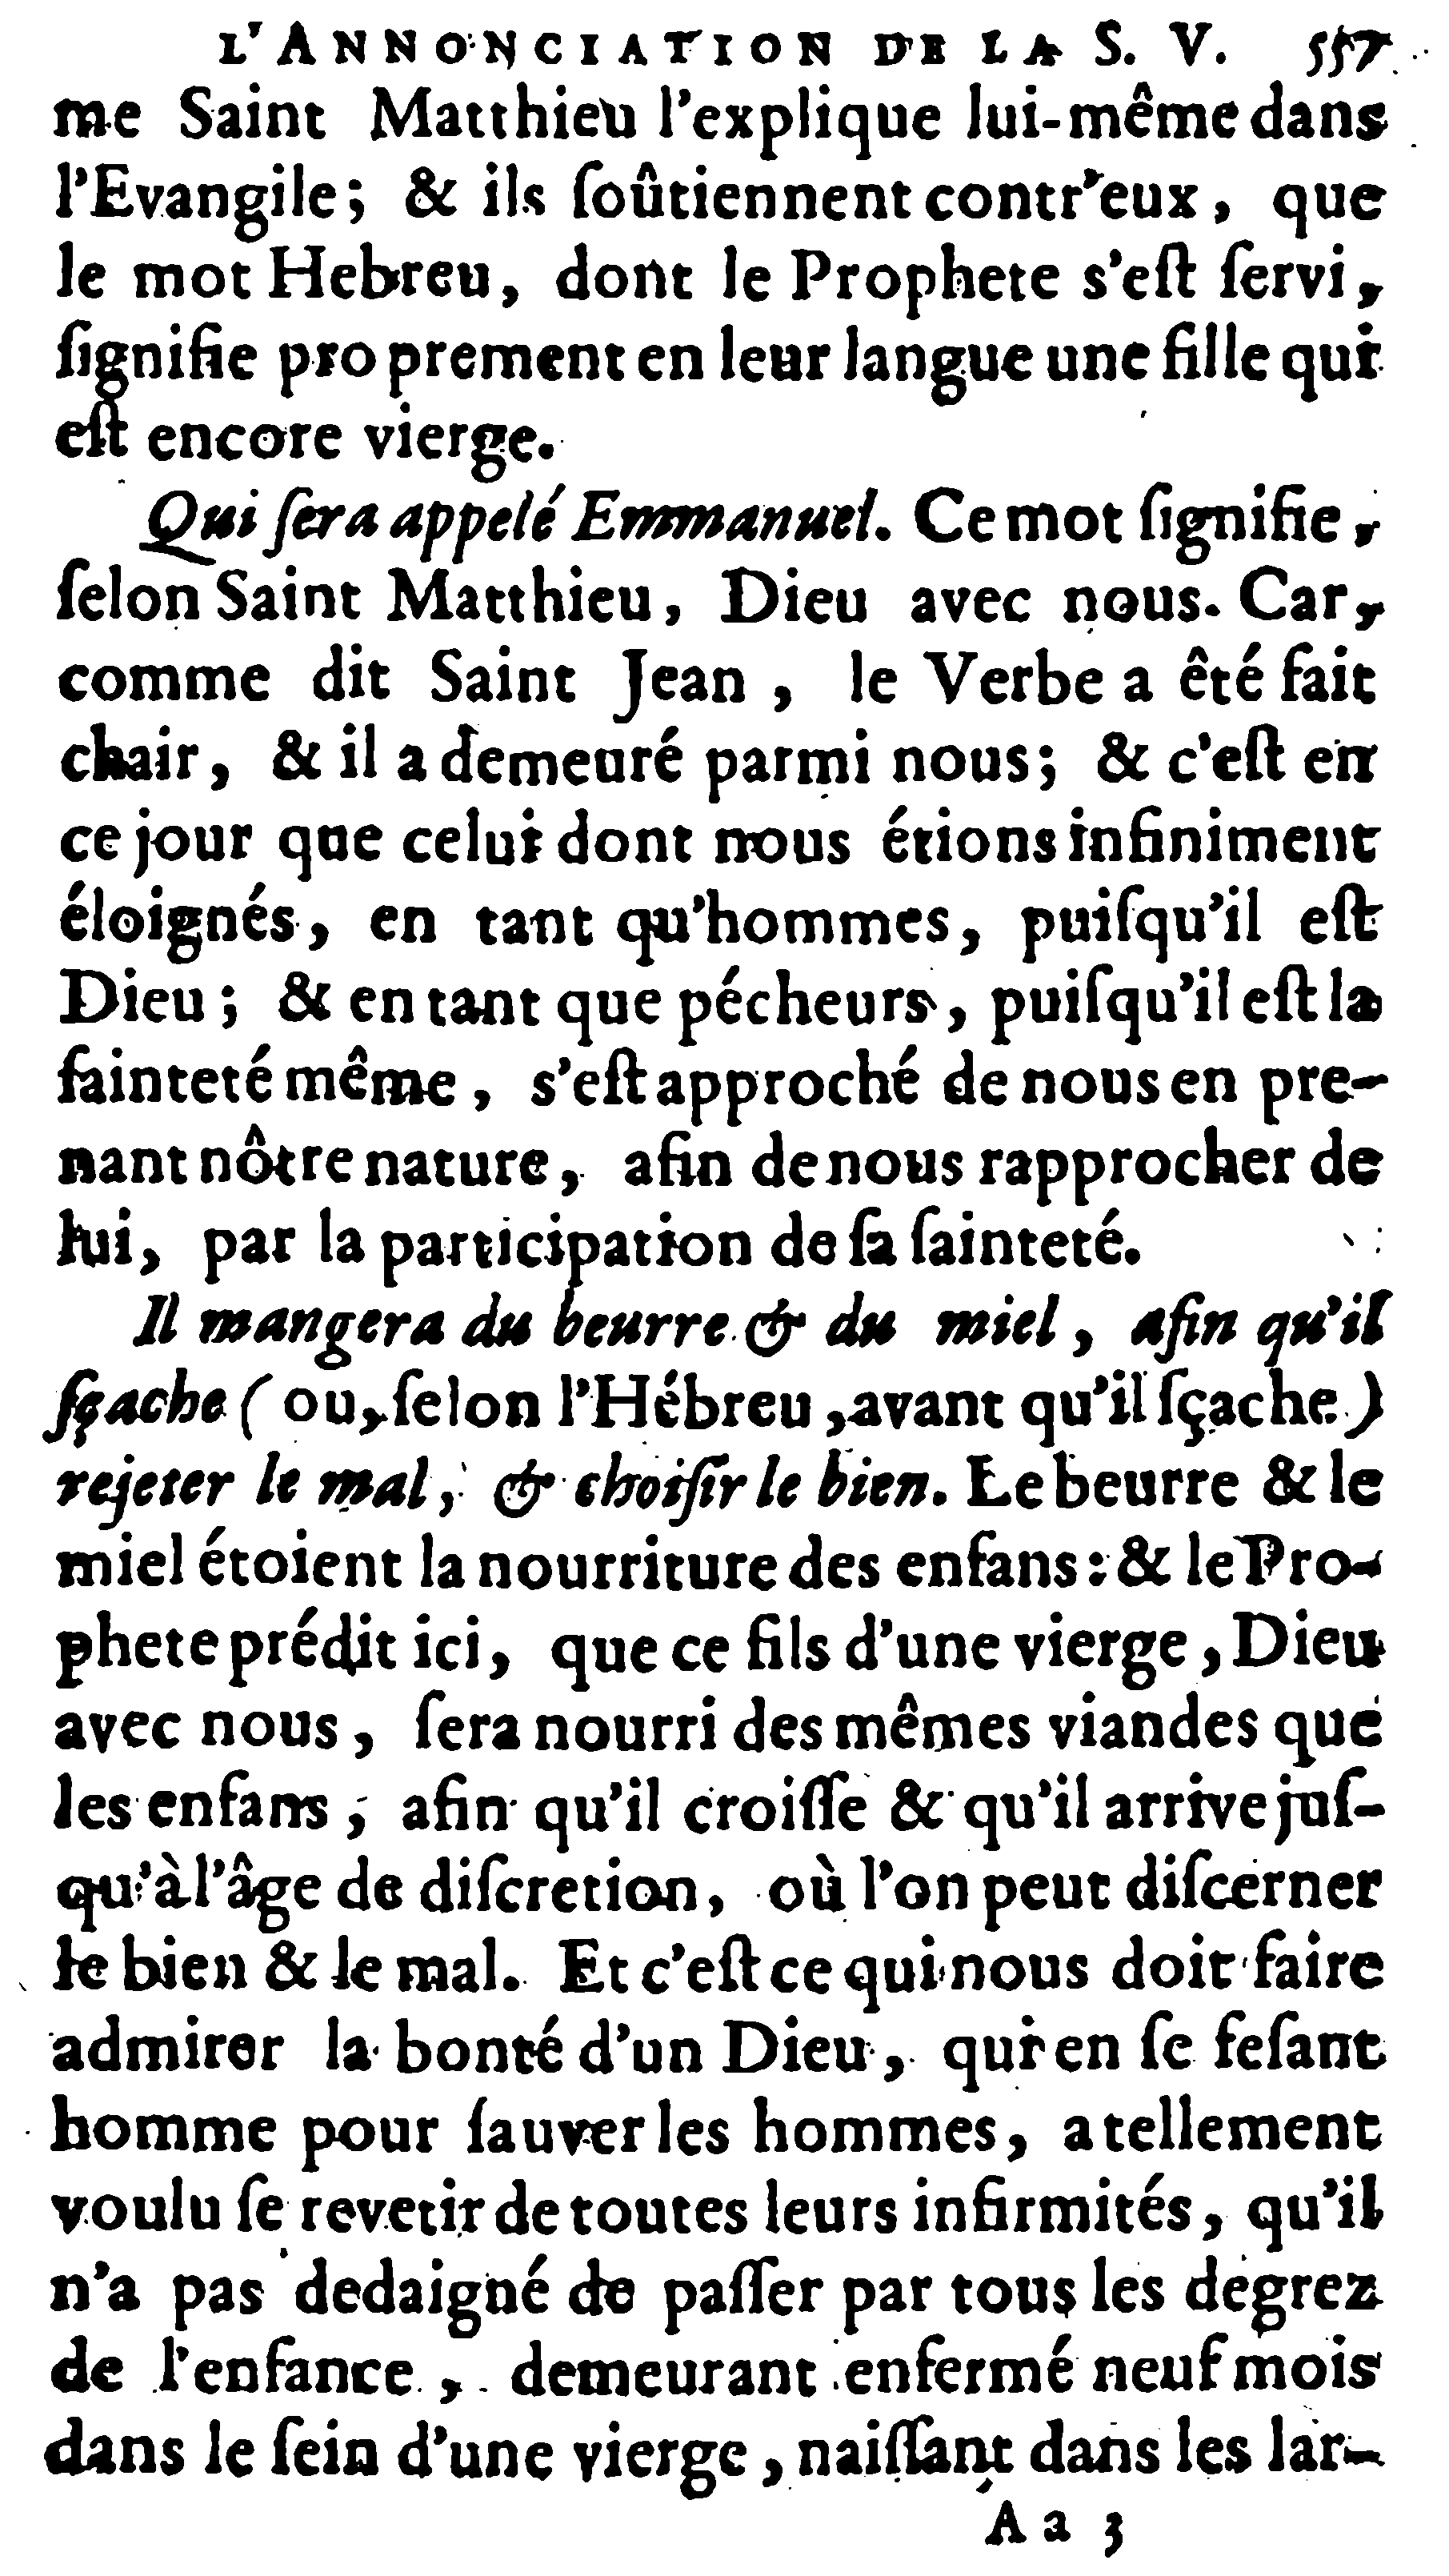 L'ANNONCIATION DE LA S. V. 557
me Saint Matthieu l'explique lui-même dans
l'Evangile; & ils ſoûtiennent contr'eux, que
le mot Hebreu, dont le Prophete s'eſt ſervi,
ſignifie proprement en leur langue une fille qui
eſt encore vierge.
Qui ſera appelé Emmanuel. Ce mot ſignifie,
ſelon Saint Matthieu, Dieu avec nous. Car,
comme dit Saint Jean, le Verbe a êté fait
chair, & il a demeuré parmi nous; & c'eſt en
ce jour que celui dont nous étions infiniment
éloignés, en tant qu'hommes, puiſqu'il eſt
Dieu; & en tant que pécheurs, puiſqu'il eſt la
ſainteté même, s'eſt approché de nous en pre-
nant nôtre nature, afin de nous rapprocher de
lui, par la participation de ſa ſainteté.
Il mangera du beurre & du miel, afin qu'il
ſçache (ou, ſelon l'Hébreu, avant qu'il ſçache)
rejeter le mal, & choiſir le bien. Le beurre & le
miel étoient la nourriture des enfans: & le Pro-
phete prédit ici, que ce fils d'une vierge, Dieu
avec nous, ſera nourri des mêmes viandes que
les enfans, afin qu'il croiſſe & qu'il arrive juſ-
qu'à l'âge de diſcretion, où l'on peut diſcerner
le bien & le mal. Et c'eſt ce qui nous doit faire
admirer la bonté d'un Dieu, qui en ſe feſant
homme pour ſauver les hommes, a tellement
voulu ſe revetir de toutes leurs infirmités, qu'il
n'a pas dedaigné de paſſer par tous les degrez
de l'enfance, demeurant enfermé neuf mois
dans le ſein d'une vierge, naiſſant dans les lar-
A a 3